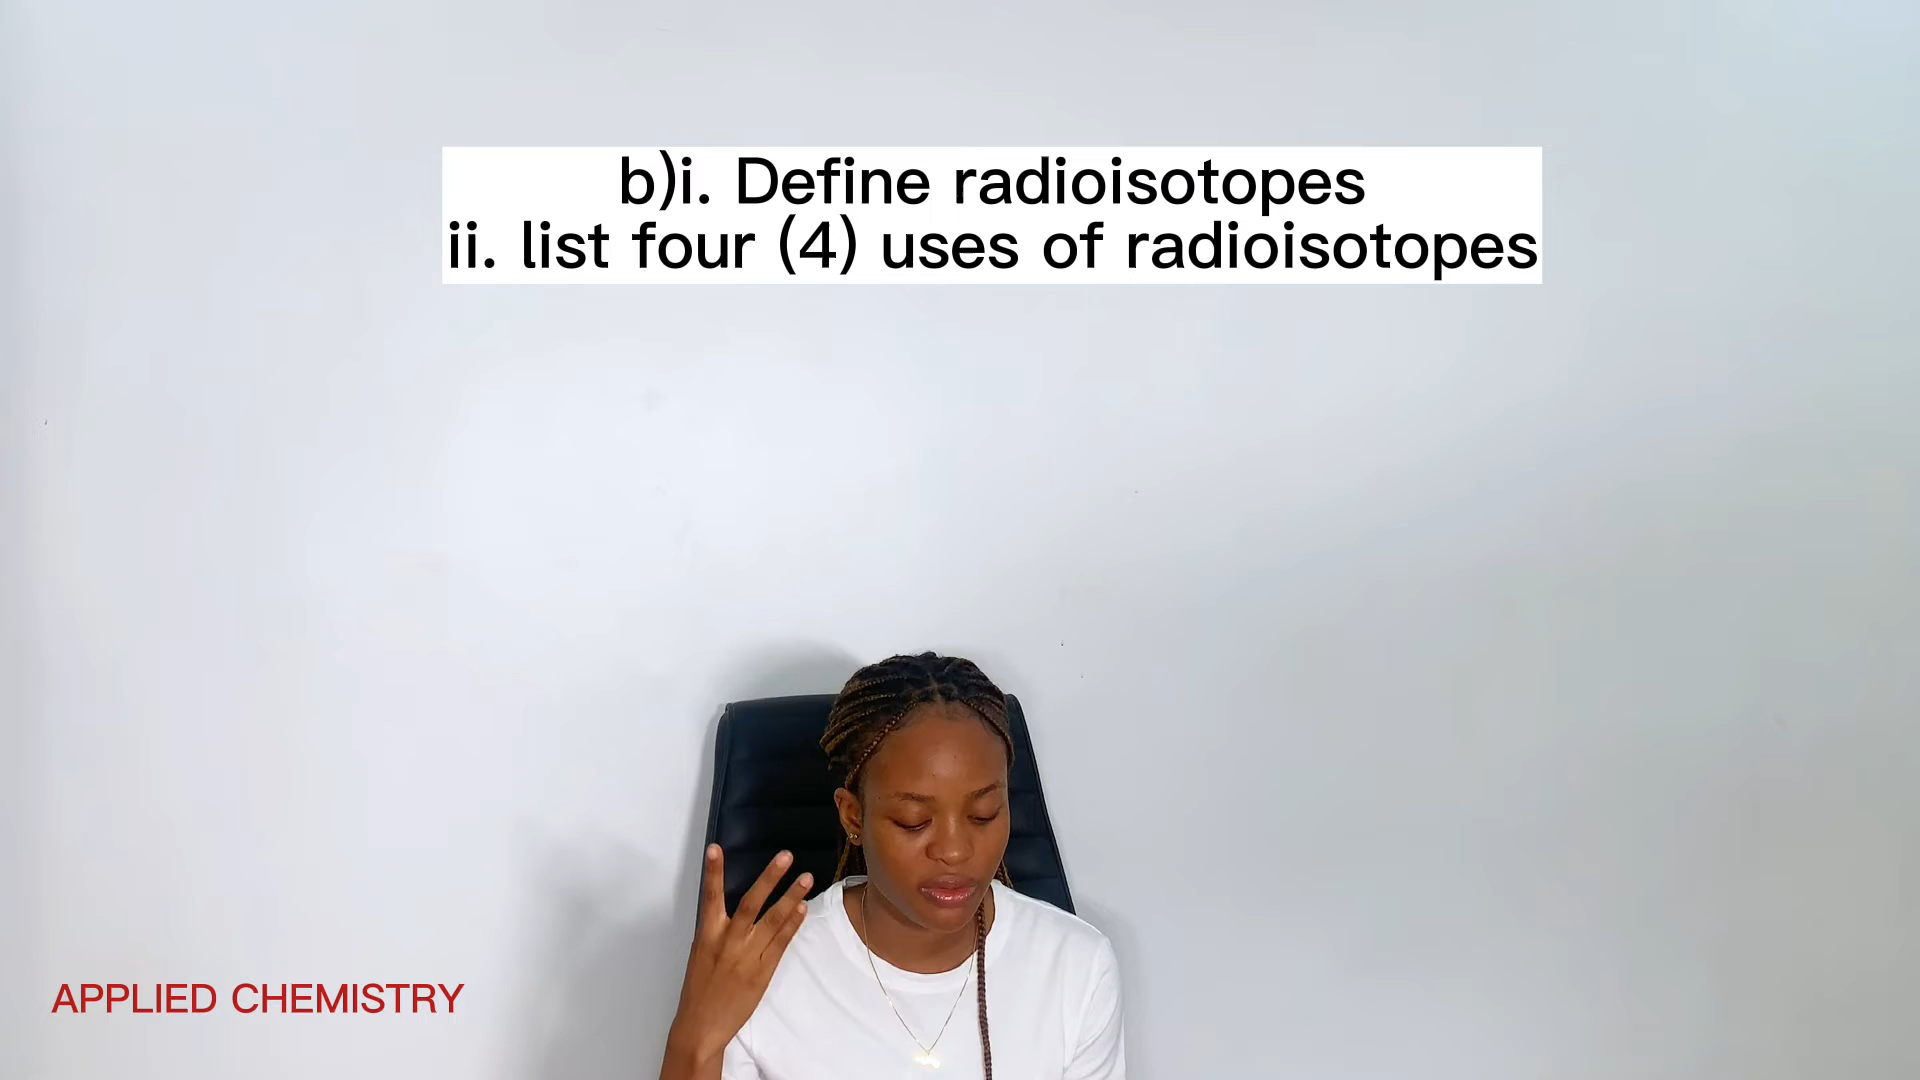 b)i. Define radioisotopes
ii. list four (4) uses of radioisotopes
APPLIED CHEMISTRY